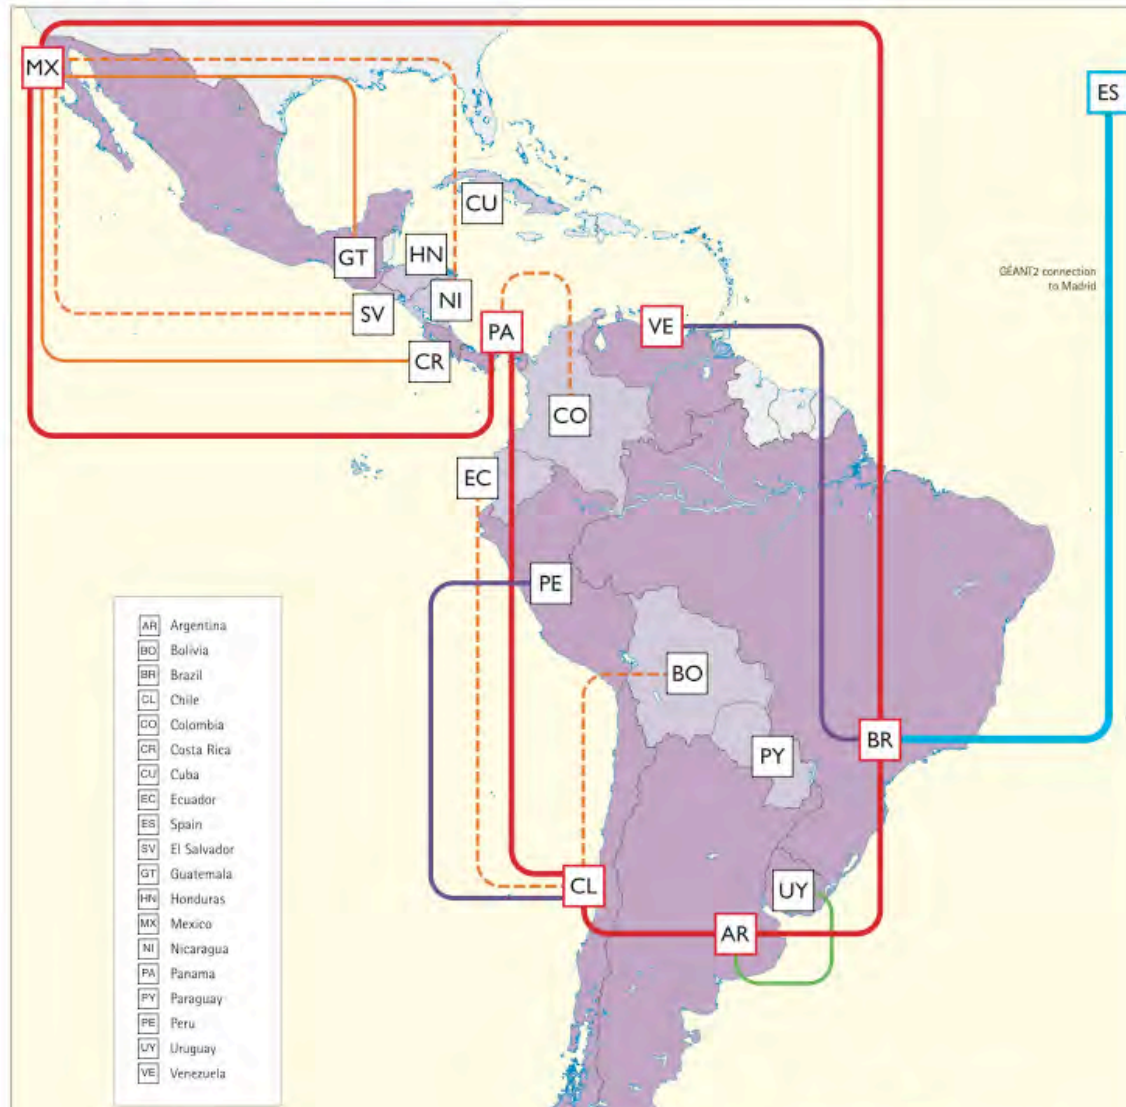 MX
ES
CU
GÉANT2 connection
to Madrid
GT
HN
NI
SV
PA
VE
CR
CO
EC
PE
BO
BR
PY
CL
UY
AR
AR Argentina
BO Bolivia
BR Brazil
CL Chile
CO Colombia
CR Costa Rica
CU Cuba
EC Ecuador
ES Spain
SV El Salvador
GT Guatemala
HN Honduras
MX Mexico
NI Nicaragua
PA Panama
PY Paraguay
PE Peru
UY Uruguay
VE Venezuela